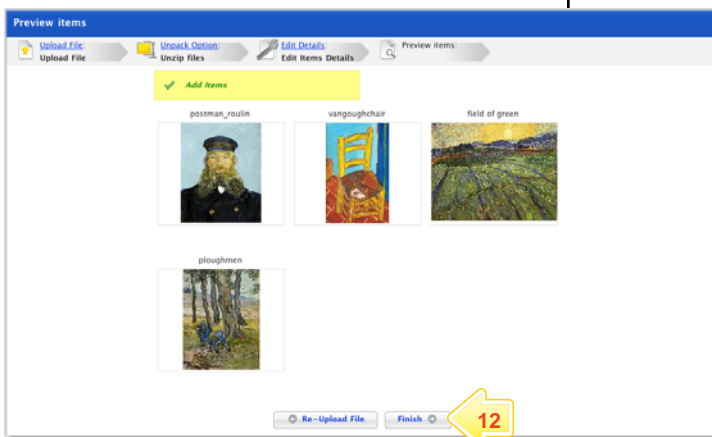 Preview items
Upload File:
Upload File
Unpack Option:
Unzip files
Edit Details:
Edit Items Details
Preview items:
Add Items
postman_roulin
vangoughchair
field of green
ploughmen
Re-Upload File
Finish
12